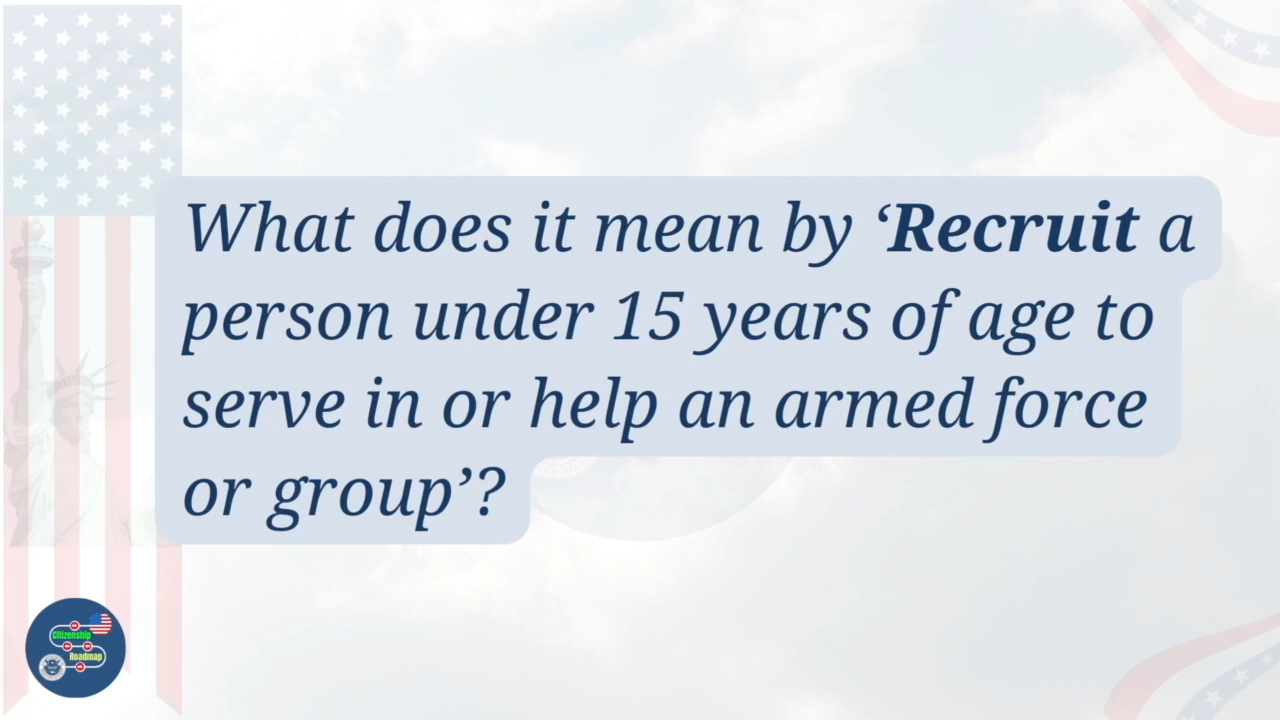 What does it mean by ‘Recruit a
person under 15 years of age to
serve in or help an armed force
or group’?
Citizenship
Roadmap